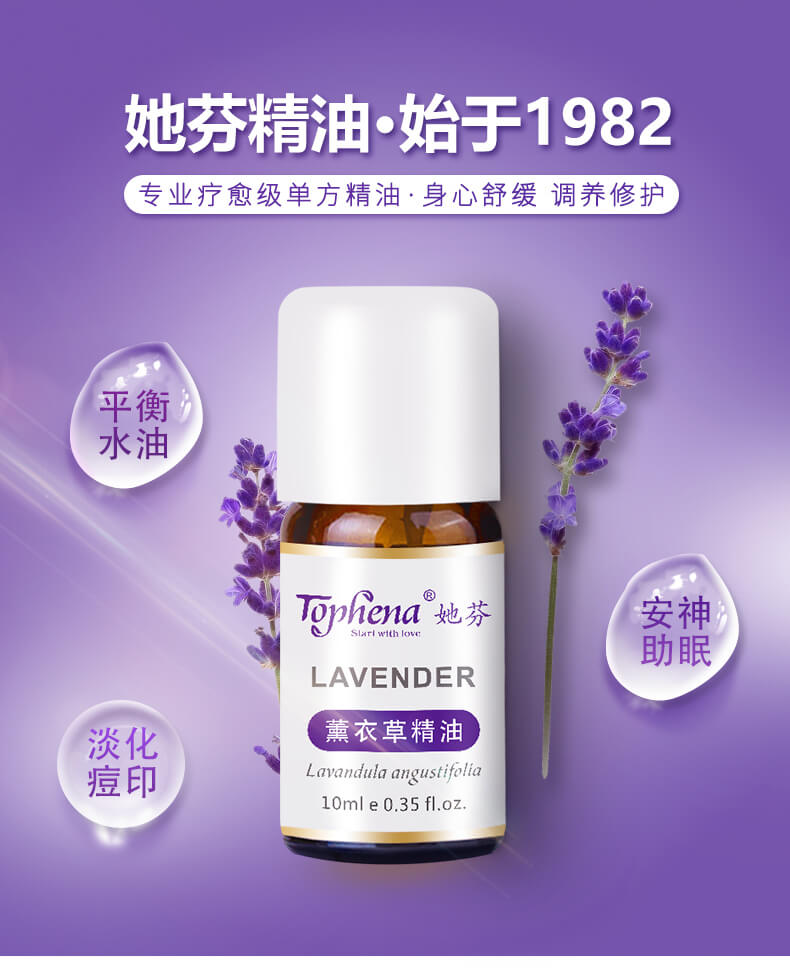 她芬精油·始于1982
专业疗愈级单方精油·身心舒缓 调养修护
平衡
水油
Tophena® 她芬
Start with love
LAVENDER
薰衣草精油
Lavandula angustifolia
10ml e 0.35 fl.oz.
安神
助眠
淡化
痘印